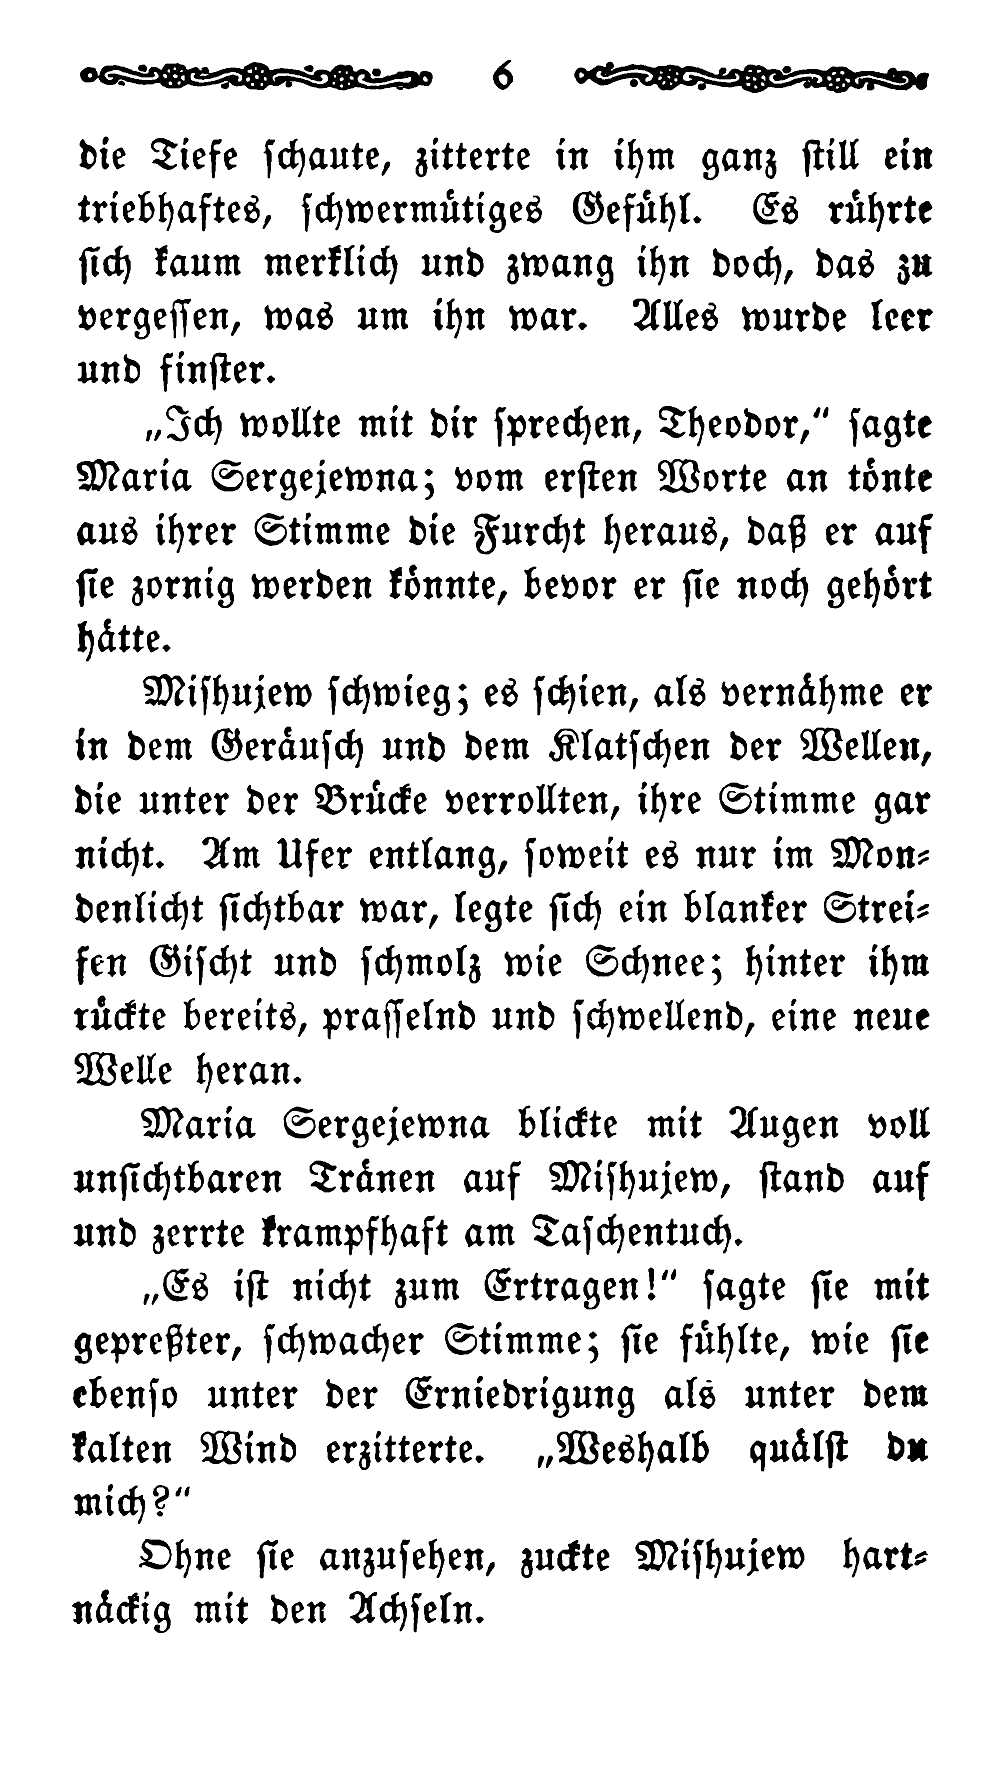 6
die Tiefe ſchaute, zitterte in ihm ganz ſtill ein
triebhaftes, ſchwermütiges Gefühl. Es rührte
ſich kaum merklich und zwang ihn doch, das zu
vergeſſen, was um ihn war. Alles wurde leer
und finſter.
„Ich wollte mit dir ſprechen, Theodor,“ ſagte
Maria Sergejewna; vom erſten Worte an tönte
aus ihrer Stimme die Furcht heraus, daß er auf
ſie zornig werden könnte, bevor er ſie noch gehört
hätte.
Miſhujew ſchwieg; es ſchien, als vernähme er
in dem Geräuſch und dem Klatſchen der Wellen,
die unter der Brücke verrollten, ihre Stimme gar
nicht. Am Ufer entlang, ſoweit es nur im Mon⸗
denlicht ſichtbar war, legte ſich ein blanker Strei⸗
fen Giſcht und ſchmolz wie Schnee; hinter ihm
rückte bereits, praſſelnd und ſchwellend, eine neue
Welle heran.
Maria Sergejewna blickte mit Augen voll
unſichtbaren Tränen auf Miſhujew, ſtand auf
und zerrte krampfhaft am Taſchentuch.
„Es iſt nicht zum Ertragen!“ ſagte ſie mit
gepreßter, ſchwacher Stimme; ſie fühlte, wie ſie
ebenſo unter der Erniedrigung als unter dem
kalten Wind erzitterte. „Weshalb quälſt du
mich?“
Ohne ſie anzuſehen, zuckte Miſhujew hart⸗
näckig mit den Achſeln.